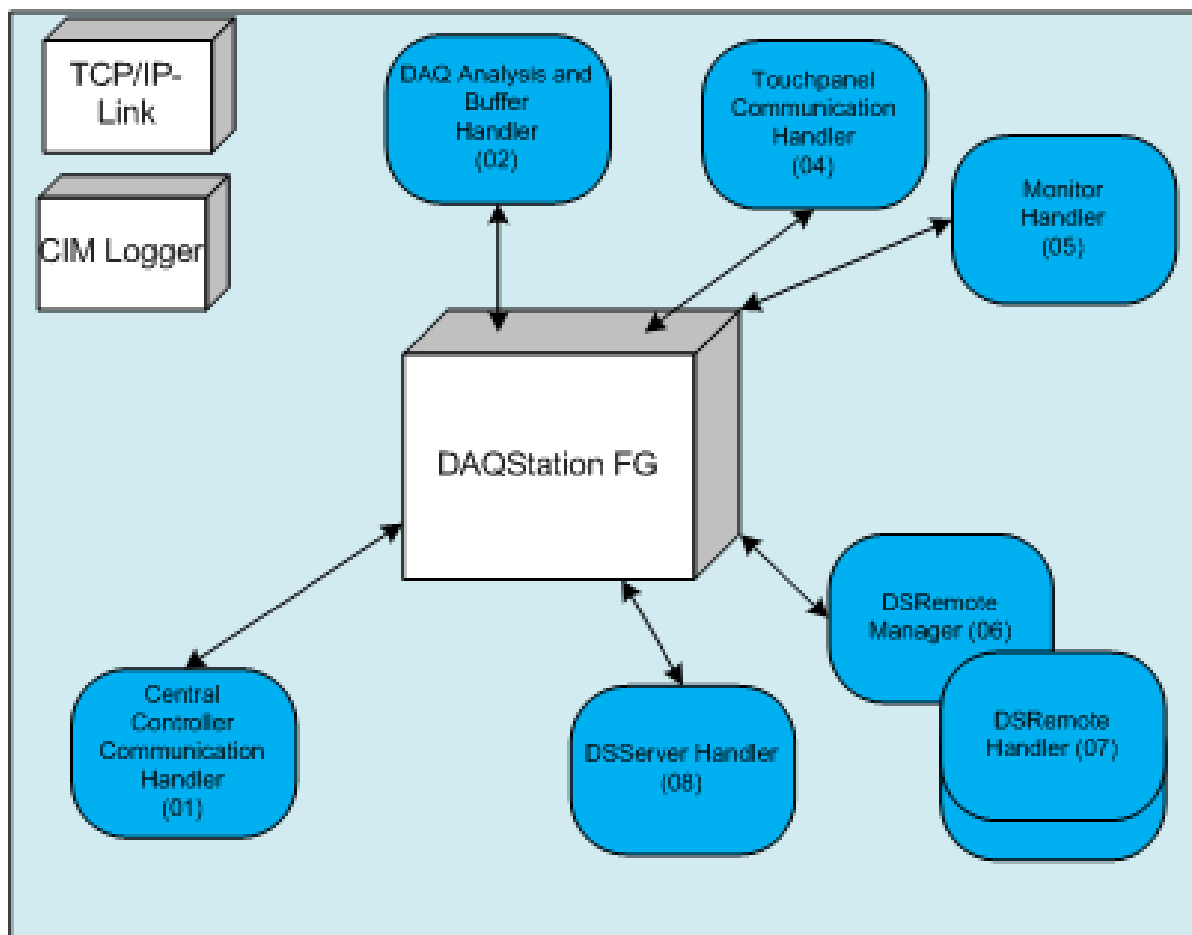 TCP/IP-
Link
CIM Logger
DAQ Analysis and
Buffer
Handler
(02)
Touchpanel
Communication
Handler
(04)
Monitor
Handler
(05)
DAQStation FG
Central
Controller
Communication
Handler
(01)
DSServer Handler
(08)
DSRemote
Manager (06)
DSRemote
Handler (07)